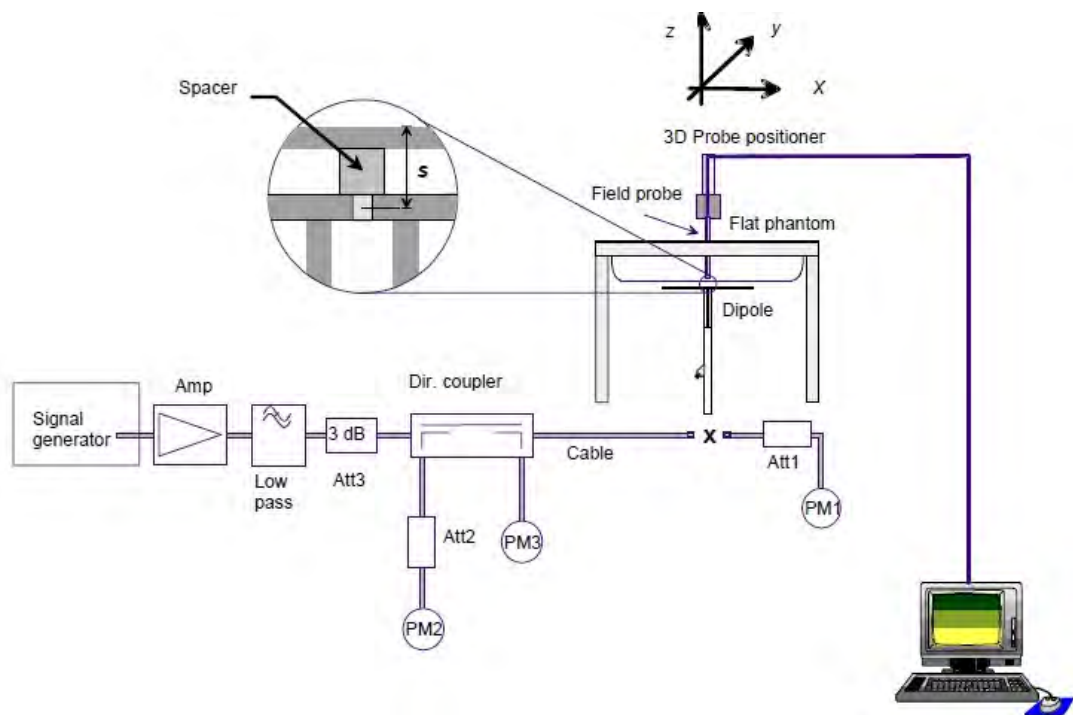 z
y
X
Spacer
s
3D Probe positioner
Field probe
Flat phantom
Dipole
Dir. coupler
Amp
Signal
generator
3 dB
Att3
Low
pass
Cable
X
Att1
PM1
Att2
PM3
PM2